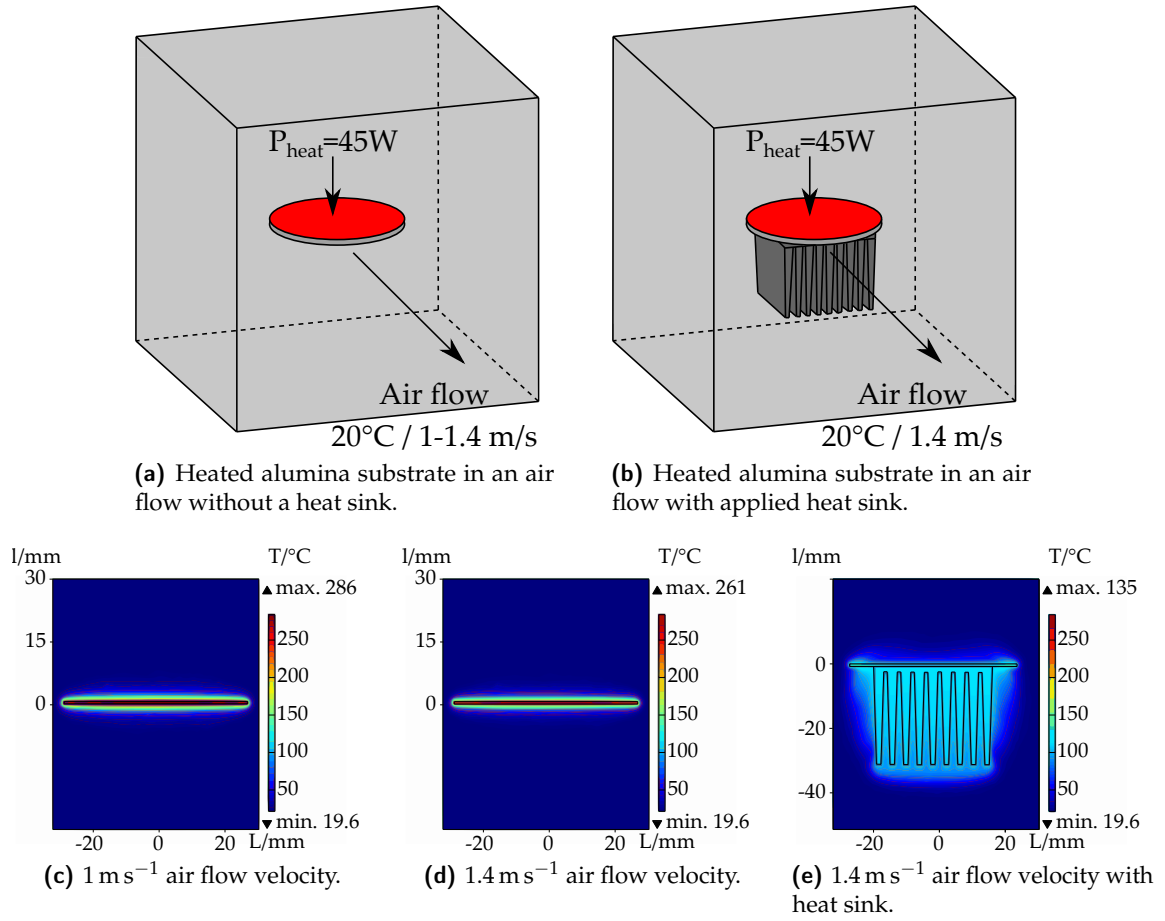 P_heat=45W
Air flow
20°C / 1-1.4 m/s
(a) Heated alumina substrate in an air
flow without a heat sink.
P_heat=45W
Air flow
20°C / 1.4 m/s
(b) Heated alumina substrate in an air
flow with applied heat sink.
l/mm T/°C
30 max. 286
250
15 200
150
0 100
50
min. 19.6
-20 0 20 L/mm
(c) 1 m s⁻¹ air flow velocity.
l/mm T/°C
30 max. 261
250
15 200
150
0 100
50
min. 19.6
-20 0 20 L/mm
(d) 1.4 m s⁻¹ air flow velocity.
l/mm T/°C
max. 135
250
0 200
150
-20 100
-40 50
min. 19.6
-20 0 20 L/mm
(e) 1.4 m s⁻¹ air flow velocity with
heat sink.